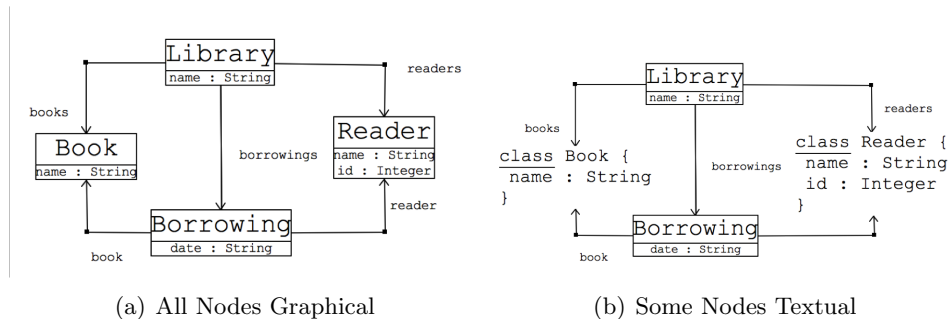 Library
name : String
readers
books
Book
name : String
borrowings
Reader
name : String
id : Integer
reader
Borrowing
date : String
book
(a) All Nodes Graphical
Library
name : String
readers
books
class Book {
name : String
}
borrowings
class Reader {
name : String
id : Integer
}
Borrowing
date : String
book
(b) Some Nodes Textual